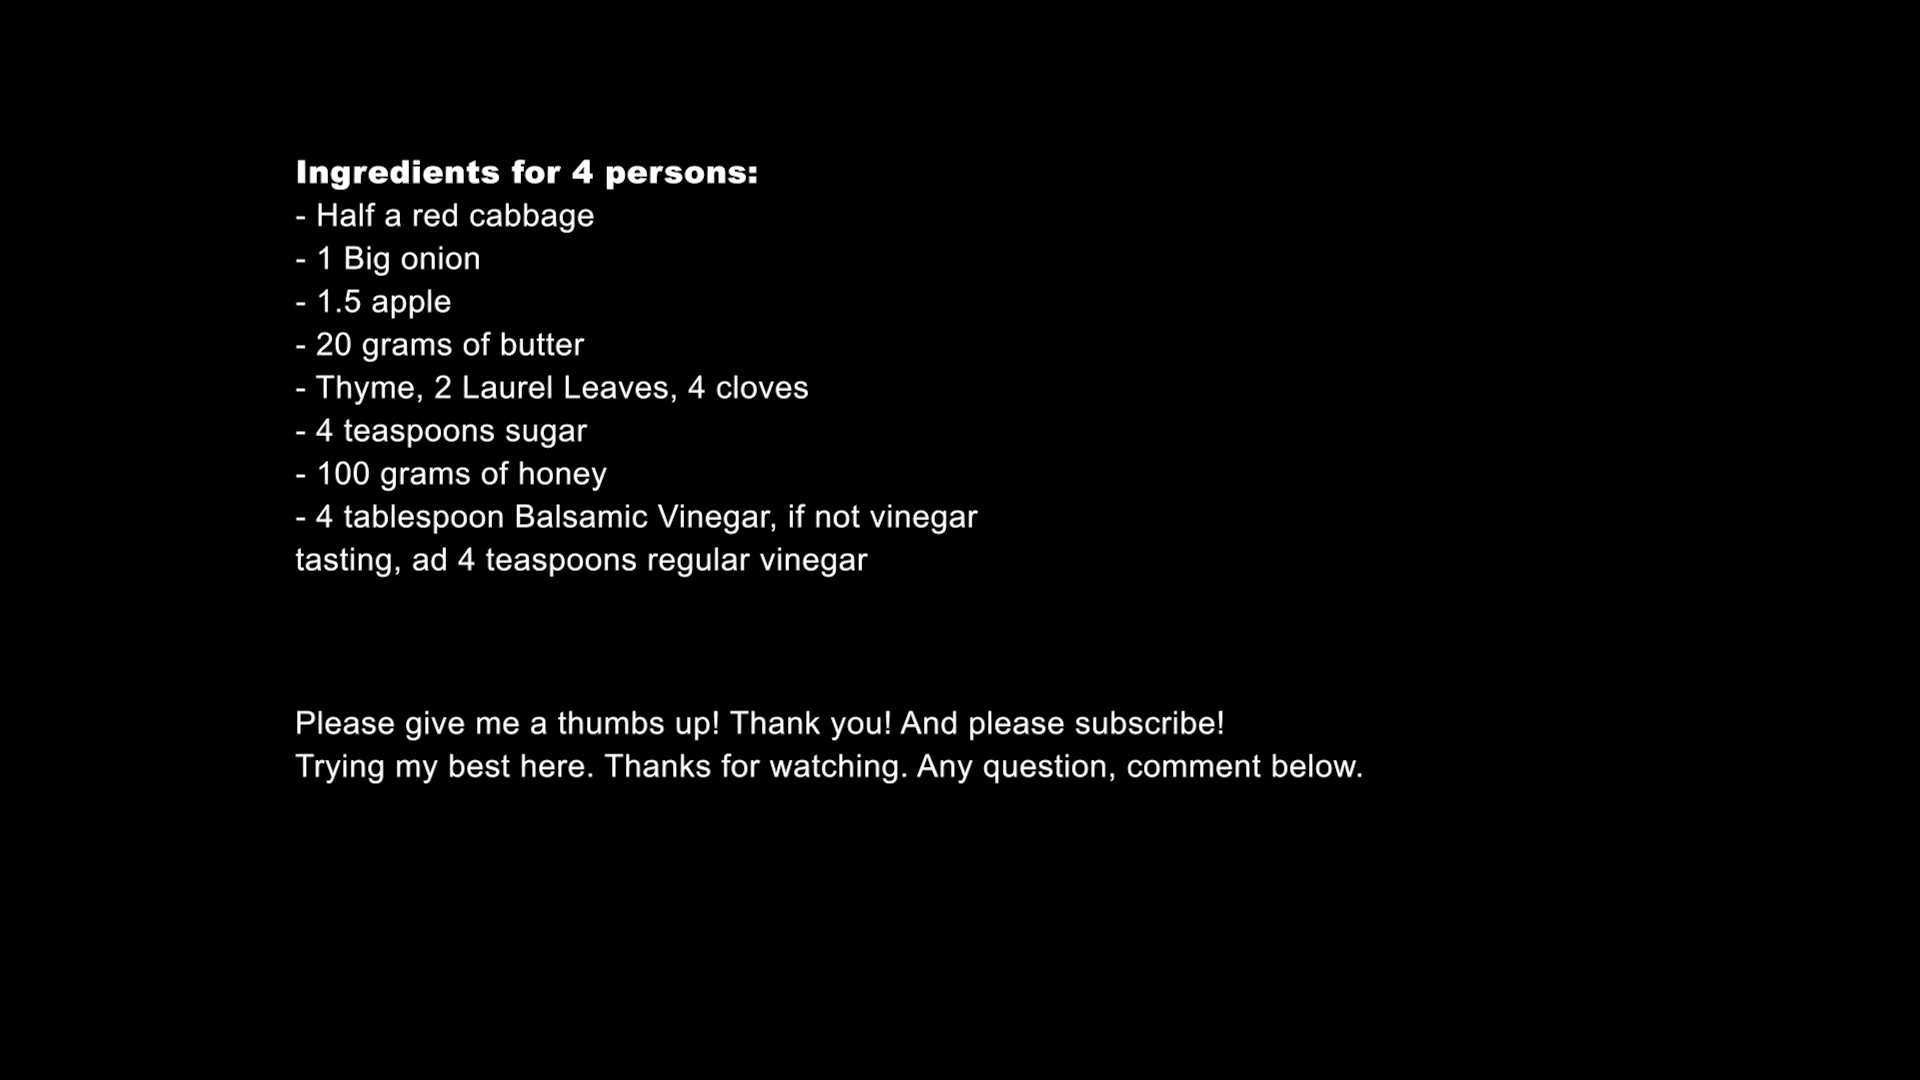 Ingredients for 4 persons:
- Half a red cabbage
- 1 Big onion
- 1.5 apple
- 20 grams of butter
- Thyme, 2 Laurel Leaves, 4 cloves
- 4 teaspoons sugar
- 100 grams of honey
- 4 tablespoon Balsamic Vinegar, if not vinegar
tasting, ad 4 teaspoons regular vinegar
Please give me a thumbs up! Thank you! And please subscribe!
Trying my best here. Thanks for watching. Any question, comment below.